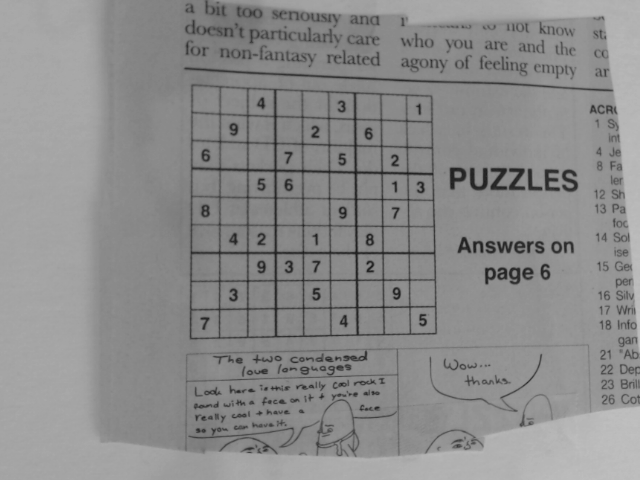 a bit too seriously and
doesn't particularly care
for non-fantasy related
to not know
who you are and the
agony of feeling empty
4 3 1
9 2 6
6 7 5 2
5 6 1 3
8 9 7
4 2 1 8
9 3 7 2
3 5 9
7 4 5
PUZZLES
Answers on
page 6
ACR
1 Sy
int
4 Je
8 Fa
ler
12 Sh
13 Pa
foo
14 Sol
ise
15 Geo
per
16 Silv
17 Wri
18 Info
gan
21 "Ab
22 Dep
23 Brill
26 Cot
The two condensed
love languages
Look here is this really cool rock I
found with a face on it + you're also
really cool + have a face
so you can have it.
Wow...
thanks.